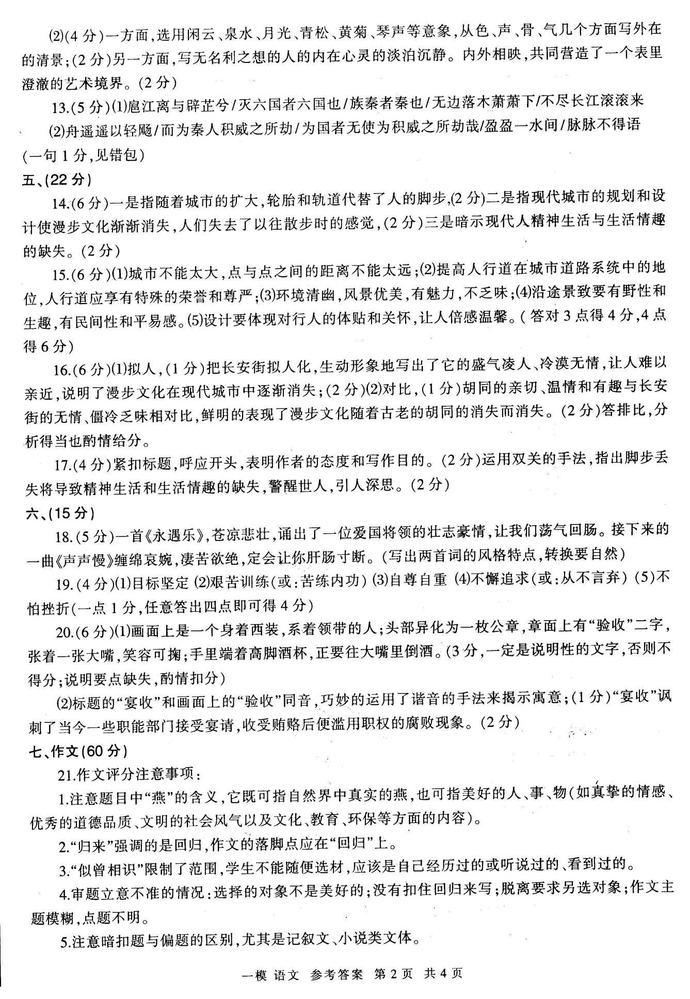 ⑵(4分)一方面,选用闲云、泉水、月光、青松、黄菊、琴声等意象,从色、声、骨、气几个方面写外在
的清景;(2分)另一方面,写无名利之想的人的内在心灵的淡泊沉静。内外相映,共同营造了一个表里
澄澈的艺术境界。(2分)
13.(5分)⑴扈江离与辟芷兮/灭六国者六国也/族秦者秦也/无边落木萧萧下/不尽长江滚滚来
⑵舟遥遥以轻飏/而为秦人积威之所劫/为国者无使为积威之所劫哉/盈盈一水间/脉脉不得语
(一句1分,见错包)
五、(22分)
14.(6分)一是指随着城市的扩大,轮胎和轨道代替了人的脚步,(2分)二是指现代城市的规划和设
计使漫步文化渐渐消失,人们失去了以往散步时的感觉,(2分)三是暗示现代人精神生活与生活情趣
的缺失。(2分)
15.(6分)⑴城市不能太大,点与点之间的距离不能太远;⑵提高人行道在城市道路系统中的地
位,人行道应享有特殊的荣誉和尊严;⑶环境清幽,风景优美,有魅力,不乏味;⑷沿途景致要有野性和
生趣,有民间性和平易感。⑸设计要体现对行人的体贴和关怀,让人倍感温馨。(答对3点得4分,4点
得6分)
16.(6分)⑴拟人,(1分)把长安街拟人化,生动形象地写出了它的盛气凌人、冷漠无情,让人难以
亲近,说明了漫步文化在现代城市中逐渐消失;(2分)⑵对比,(1分)胡同的亲切、温情和有趣与长安
街的无情、僵冷乏味相对比,鲜明的表现了漫步文化随着古老的胡同的消失而消失。(2分)答排比,分
析得当也酌情给分。
17.(4分)紧扣标题,呼应开头,表明作者的态度和写作目的。(2分)运用双关的手法,指出脚步丢
失将导致精神生活和生活情趣的缺失,警醒世人,引人深思。(2分)
六、(15分)
18.(5分)一首《永遇乐》,苍凉悲壮,诵出了一位爱国将领的壮志豪情,让我们荡气回肠。接下来的
一曲《声声慢》缠绵哀婉,凄苦欲绝,定会让你肝肠寸断。(写出两首词的风格特点,转换要自然)
19.(4分)⑴目标坚定 ⑵艰苦训练(或:苦练内功) ⑶自尊自重 ⑷不懈追求(或:从不言弃) (5)不
怕挫折(一点1分,任意答出四点即可得4分)
20.(6分)⑴画面上是一个身着西装,系着领带的人;头部异化为一枚公章,章面上有“验收”二字,
张着一张大嘴,笑容可掬;手里端着高脚酒杯,正要往大嘴里倒酒。(3分,一定是说明性的文字,否则不
得分;说明要点缺失,酌情扣分)
⑵标题的“宴收”和画面上的“验收”同音,巧妙的运用了谐音的手法来揭示寓意;(1分)“宴收”讽
刺了当今一些职能部门接受宴请,收受贿赂后便滥用职权的腐败现象。(2分)
七、作文(60分)
21.作文评分注意事项:
1.注意题目中“燕”的含义,它既可指自然界中真实的燕,也可指美好的人、事、物(如真挚的情感、
优秀的道德品质、文明的社会风气以及文化、教育、环保等方面的内容)。
2.“归来”强调的是回归,作文的落脚点应在“回归”上。
3.“似曾相识”限制了范围,学生不能随便选材,应该是自己经历过的或听说过的、看到过的。
4.审题立意不准的情况:选择的对象不是美好的;没有扣住回归来写;脱离要求另选对象;作文主
题模糊,点题不明。
5.注意暗扣题与偏题的区别,尤其是记叙文、小说类文体。
一模 语文 参考答案 第2页 共4页